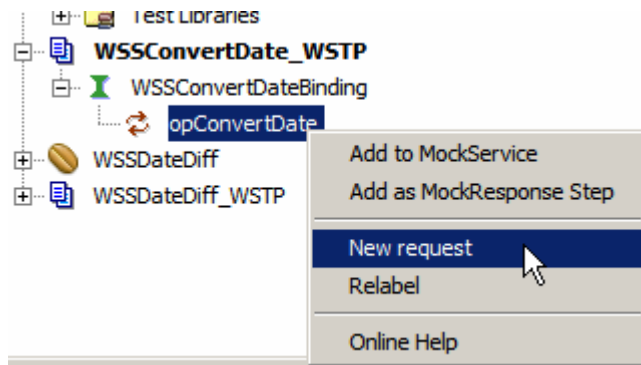 Test Libraries
WSSConvertDate_WSTP
WSSConvertDateBinding
opConvertDate
WSSDateDiff
WSSDateDiff_WSTP
Add to MockService
Add as MockResponse Step
New request
Relabel
Online Help